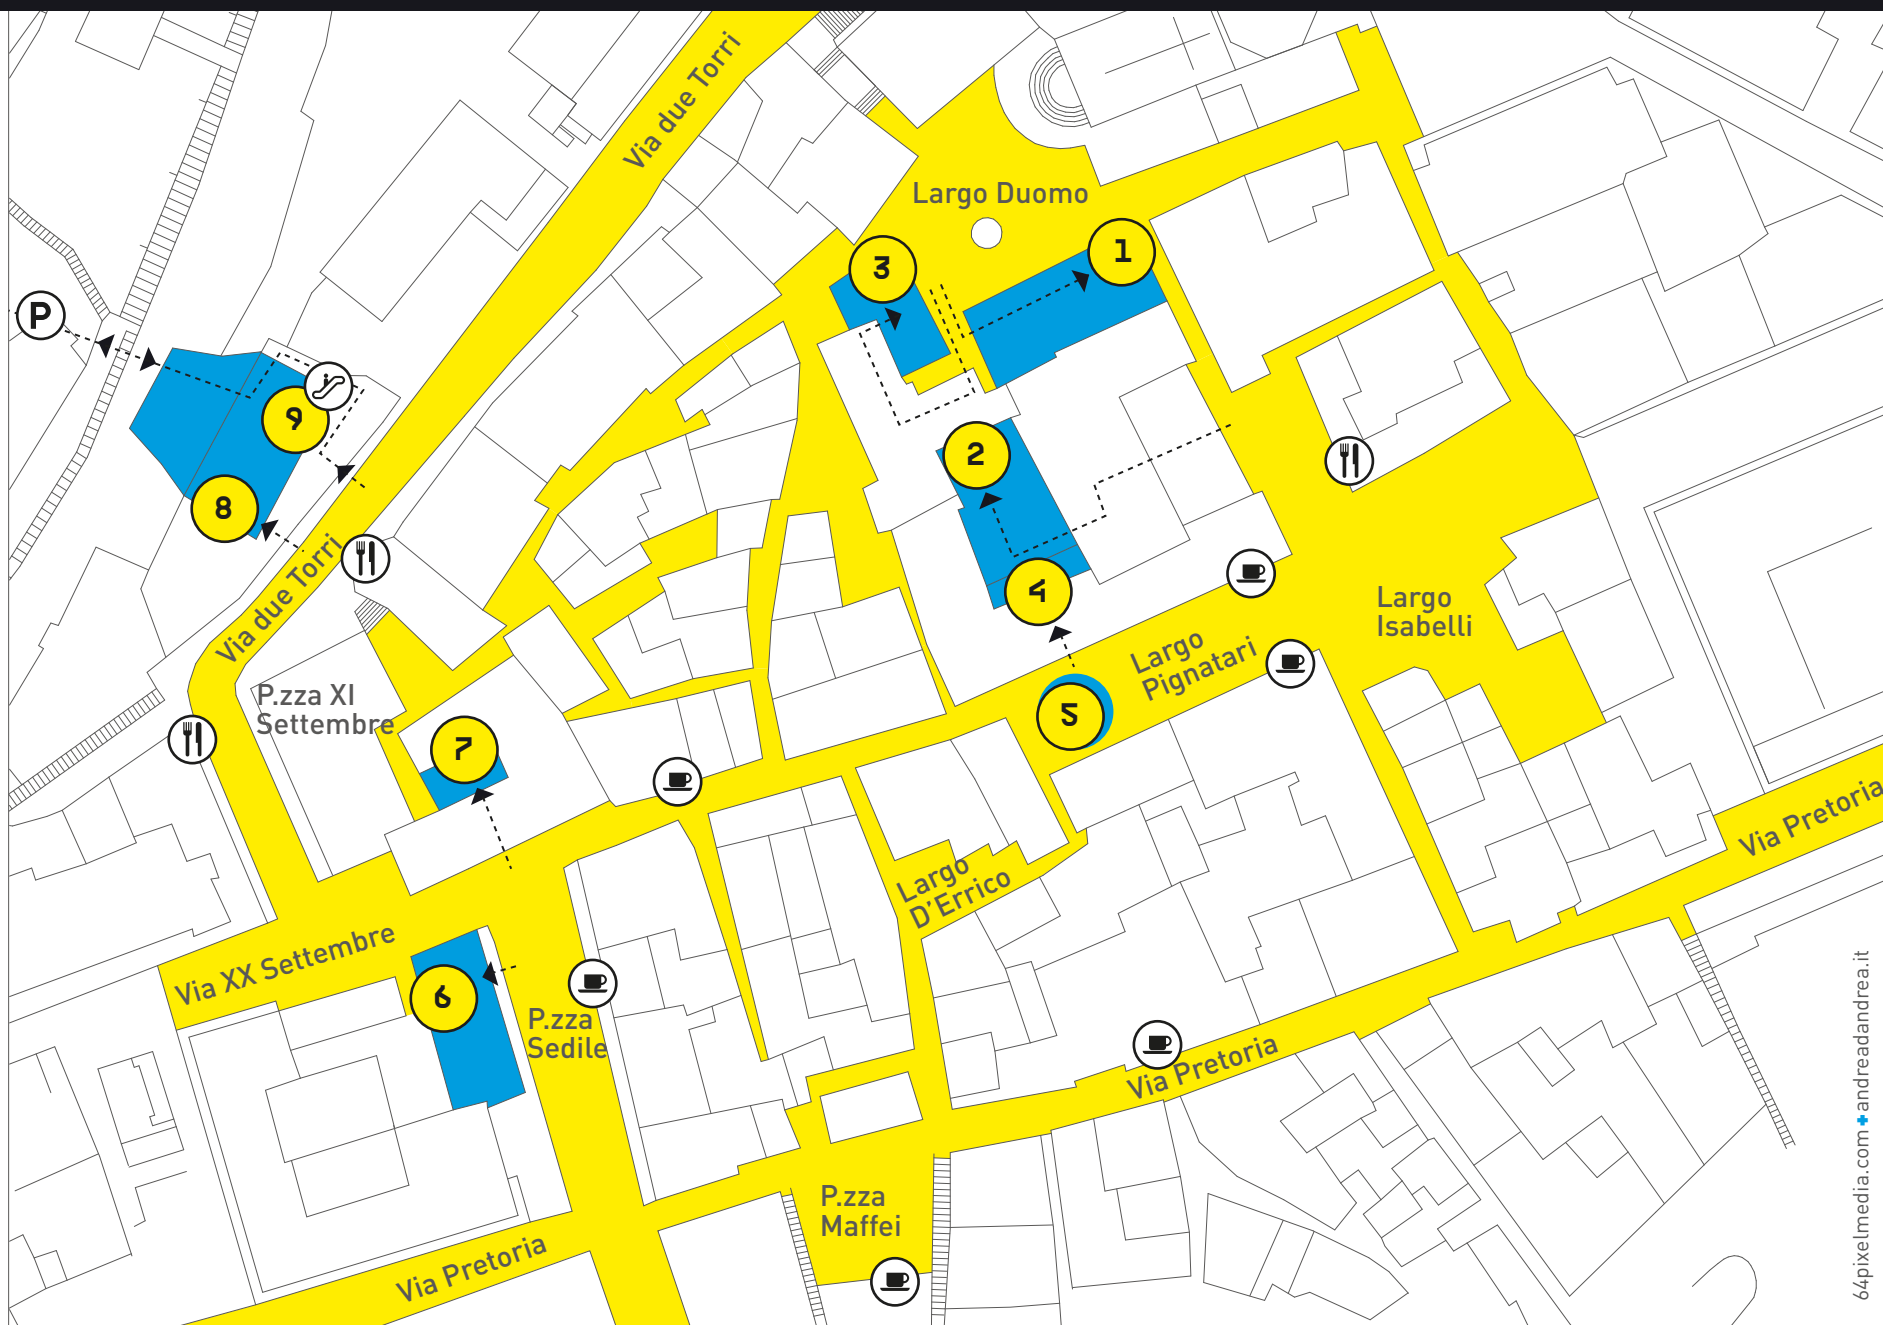 Via due Torri
Largo Duomo
1
3
P
9
2
8
4
Via due Torri
Largo
Isabelli
Largo
Pignatari
5
P.zza XI
Settembre
7
Via Pretoria
Largo
D'Errico
Via XX Settembre
6
P.zza
Sedile
Via Pretoria
P.zza
Maffei
Via Pretoria
64pixelmedia.com+andreadandrea.it